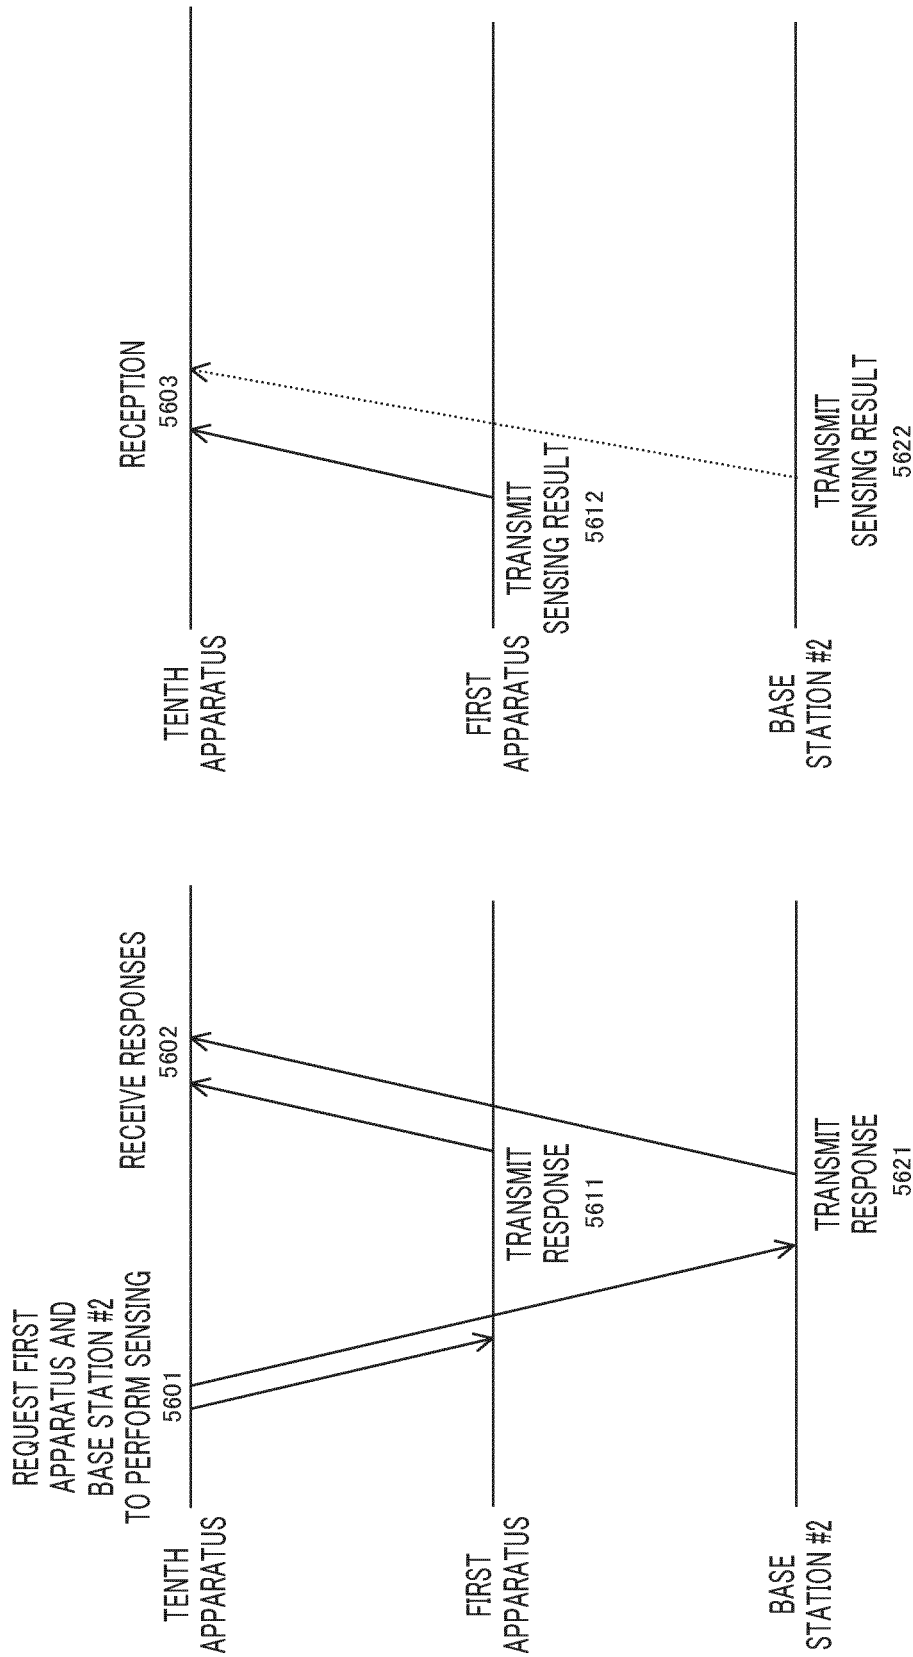 REQUEST FIRST
APPARATUS AND
BASE STATION #2
TO PERFORM SENSING
5601
RECEIVE RESPONSES
5602
TENTH
APPARATUS
FIRST
APPARATUS
TRANSMIT
RESPONSE
5611
BASE
STATION #2
TRANSMIT
RESPONSE
5621
RECEPTION
5603
TENTH
APPARATUS
FIRST
APPARATUS
TRANSMIT
SENSING RESULT
5612
BASE
STATION #2
TRANSMIT
SENSING RESULT
5622